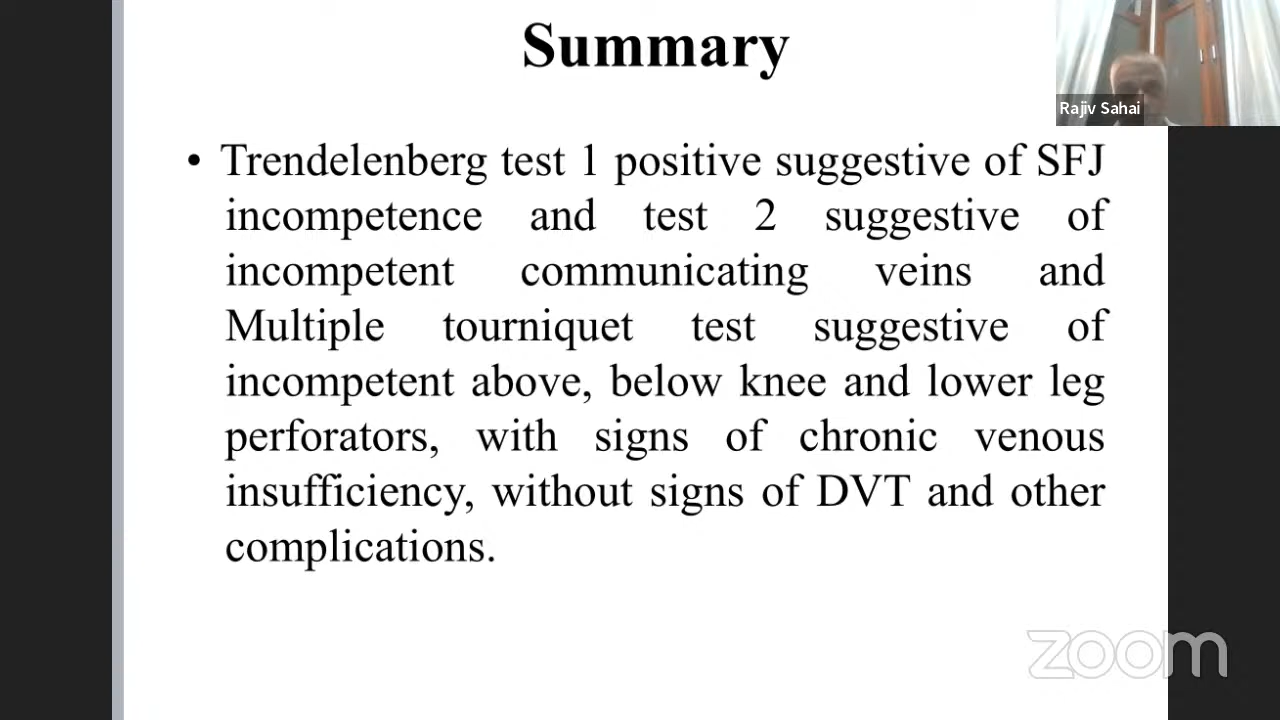 Summary
Rajiv Sahai
• Trendelenberg test 1 positive suggestive of SFJ
incompetence and test 2 suggestive of
incompetent communicating veins and
Multiple tourniquet test suggestive of
incompetent above, below knee and lower leg
perforators, with signs of chronic venous
insufficiency, without signs of DVT and other
complications.
zoom